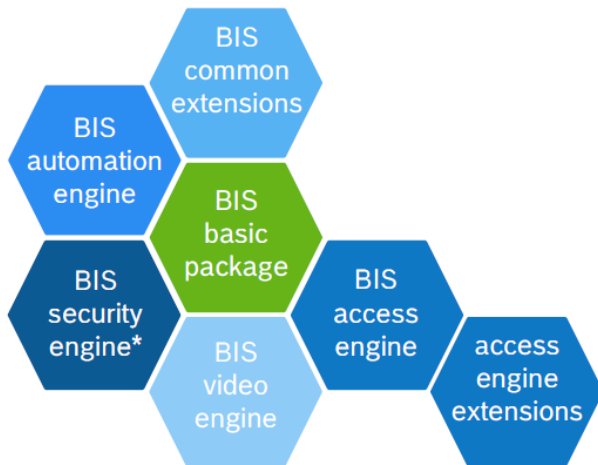 BIS
common
extensions
BIS
automation
engine
BIS
basic
package
BIS
security
engine*
BIS
access
engine
BIS
video
engine
access
engine
extensions